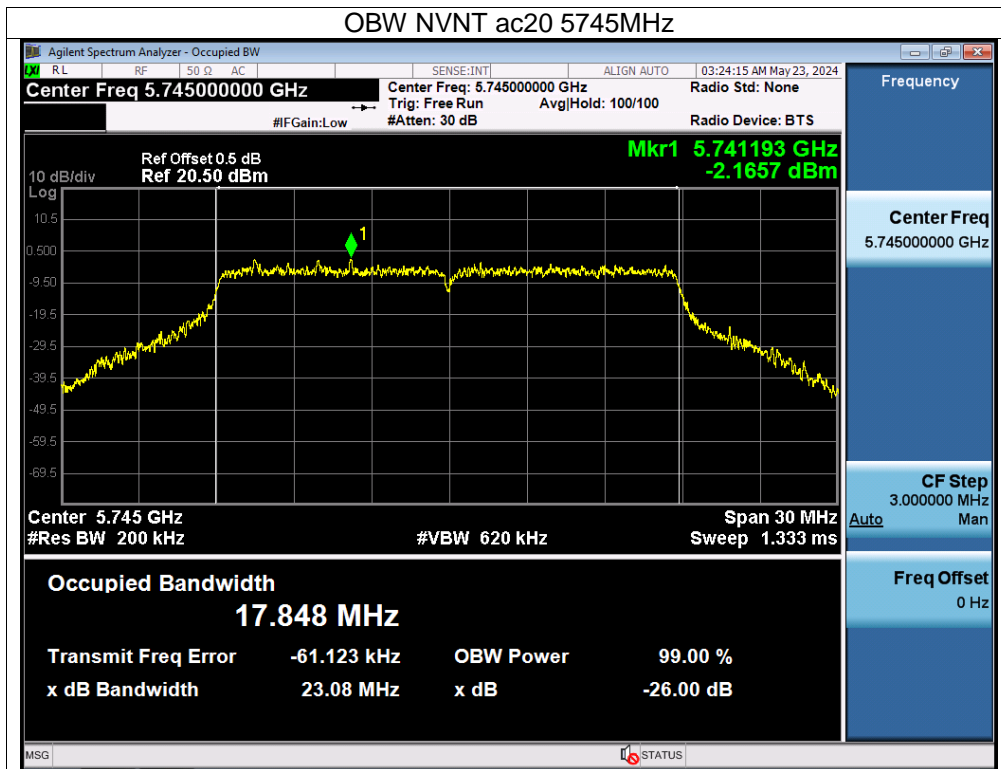 OBW NVNT ac20 5745MHz
Agilent Spectrum Analyzer - Occupied BW
LXI RL RF 50 Ω AC SENSE:INT ALIGN AUTO 03:24:15 AM May 23, 2024
Center Freq 5.745000000 GHz
Center Freq: 5.745000000 GHz Radio Std: None
Trig: Free Run Avg|Hold: 100/100
#IFGain:Low #Atten: 30 dB Radio Device: BTS
Frequency
Mkr1 5.741193 GHz
-2.1657 dBm
Ref Offset 0.5 dB
10 dB/div Ref 20.50 dBm
Log
10.5
0.500
-9.50
-19.5
-29.5
-39.5
-49.5
-59.5
-69.5
1
Center 5.745 GHz Span 30 MHz
#Res BW 200 kHz #VBW 620 kHz Sweep 1.333 ms
Center Freq
5.745000000 GHz
CF Step
3.000000 MHz
Auto Man
Freq Offset
0 Hz
Occupied Bandwidth
17.848 MHz
Transmit Freq Error -61.123 kHz OBW Power 99.00 %
x dB Bandwidth 23.08 MHz x dB -26.00 dB
MSG STATUS